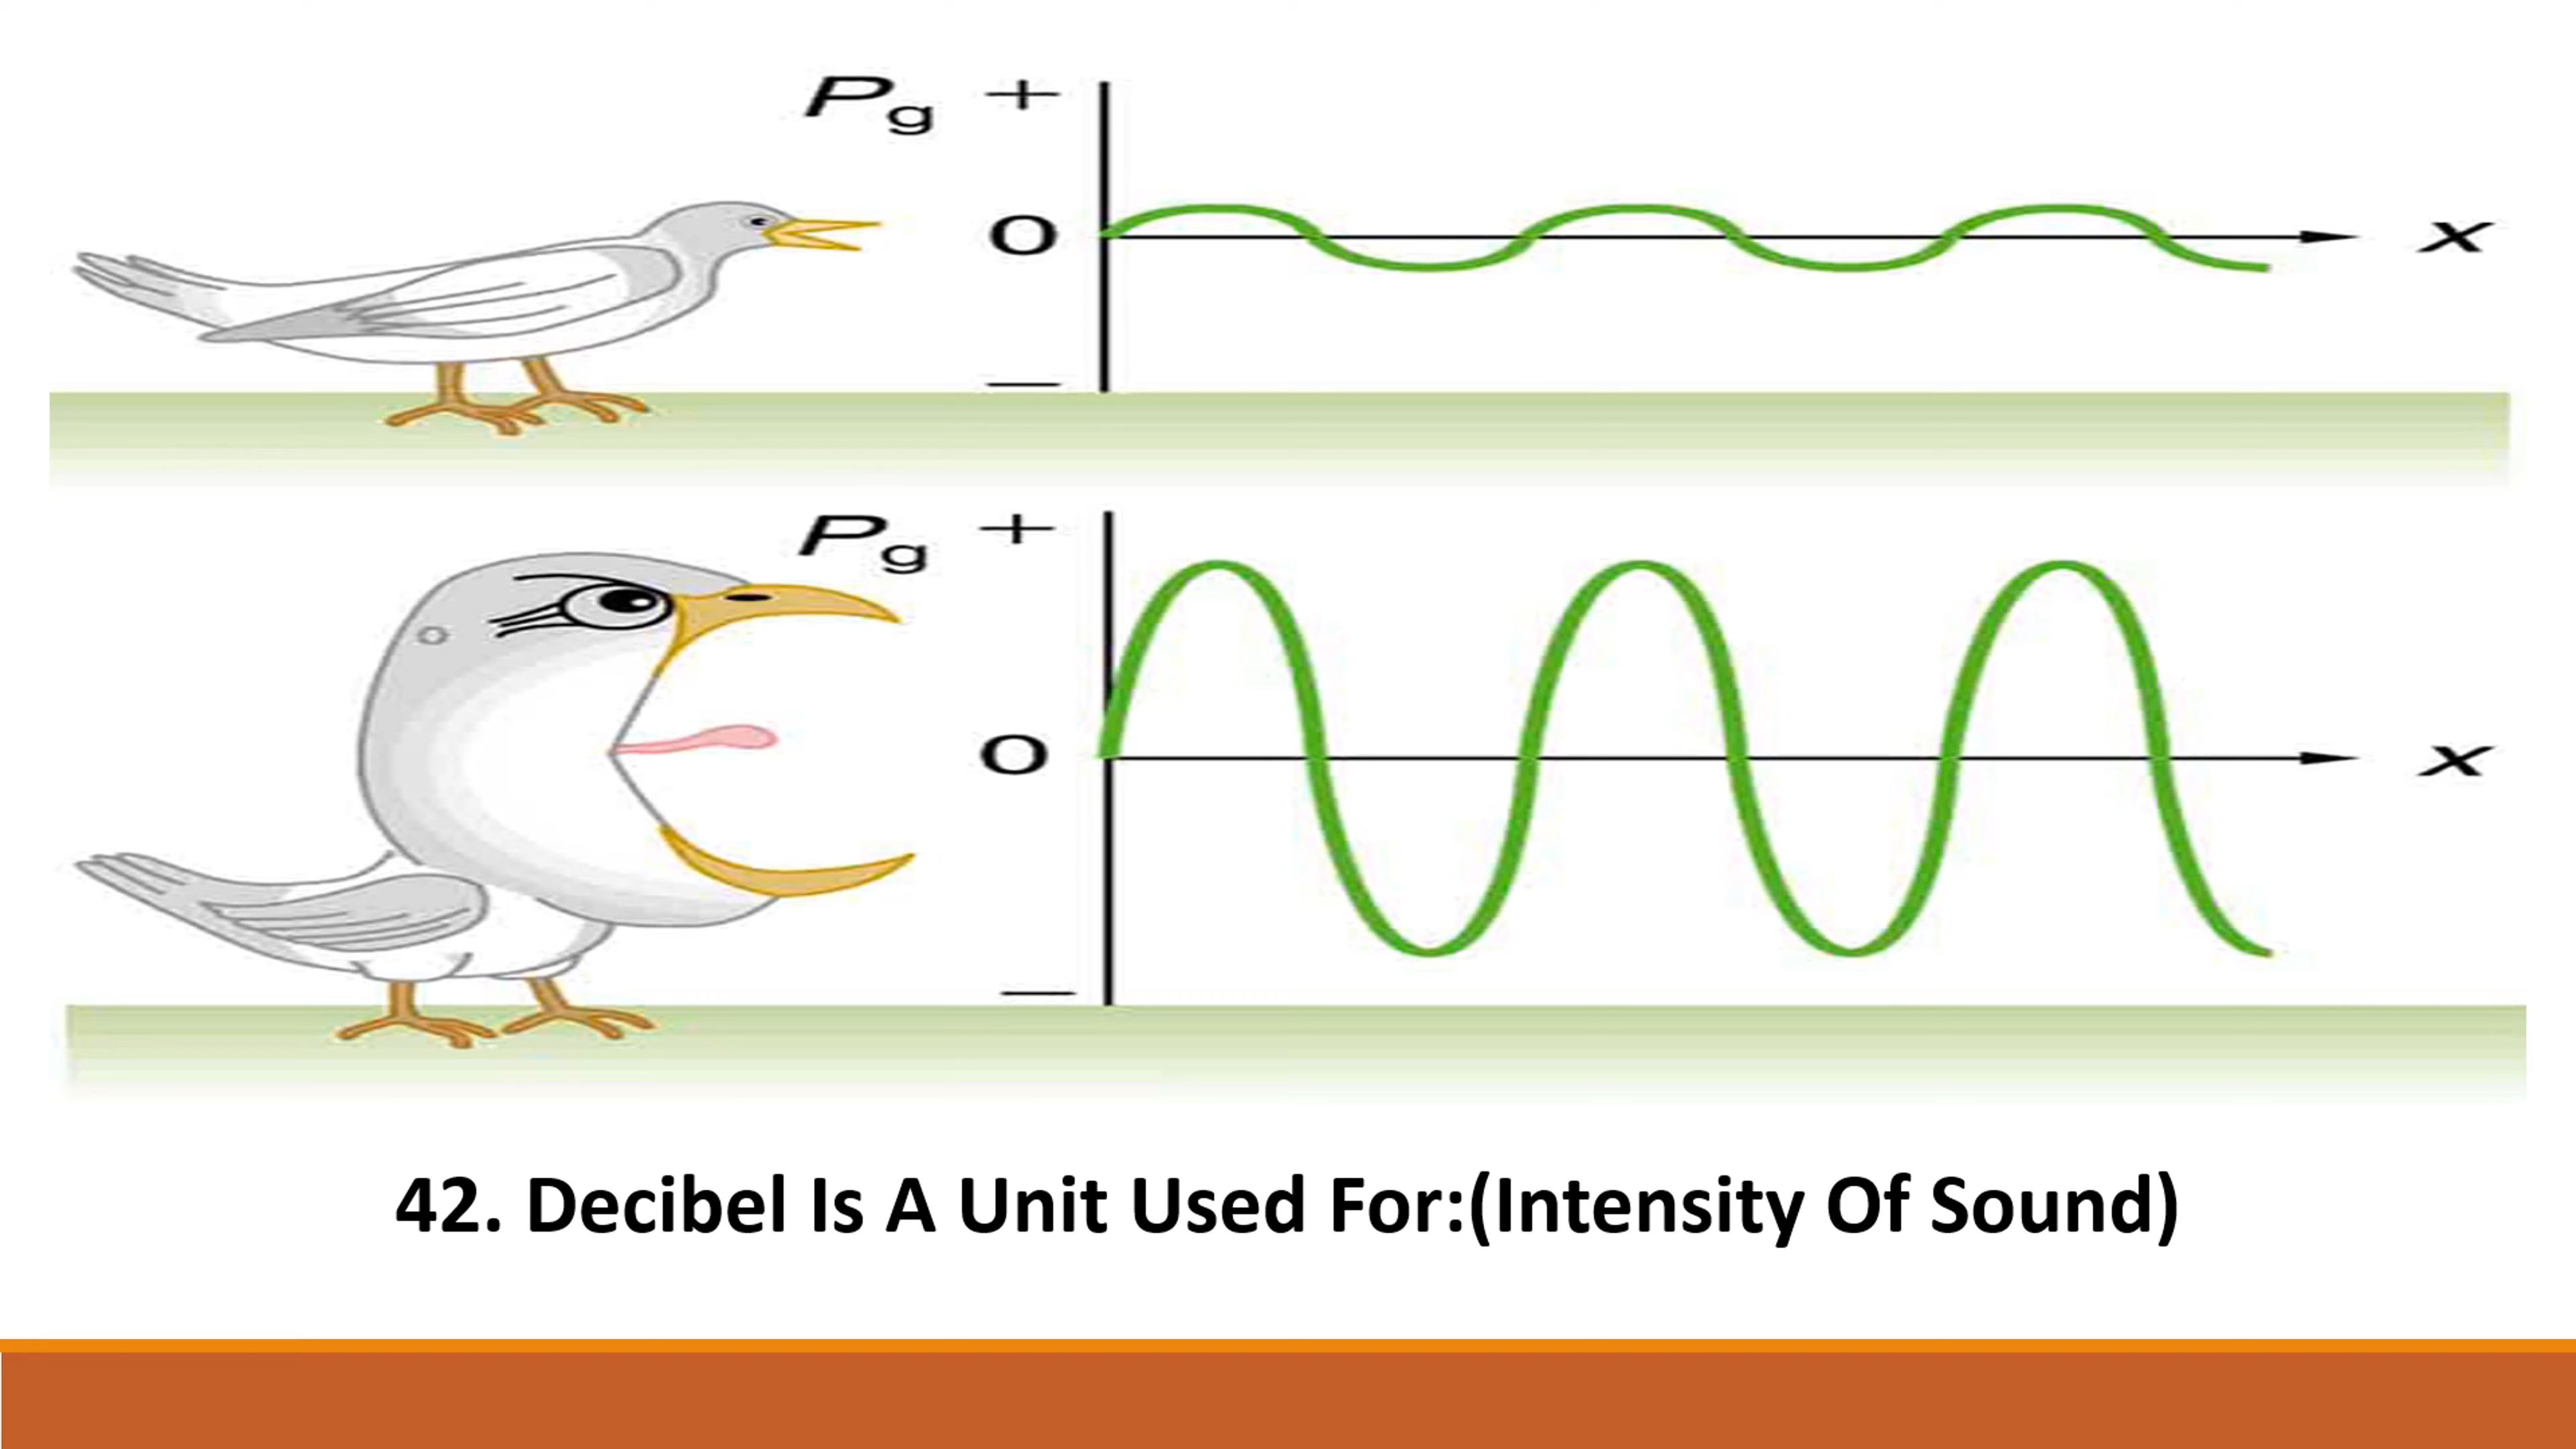 Pg +
0 x
–
Pg +
0 x
–
42. Decibel Is A Unit Used For:(Intensity Of Sound)